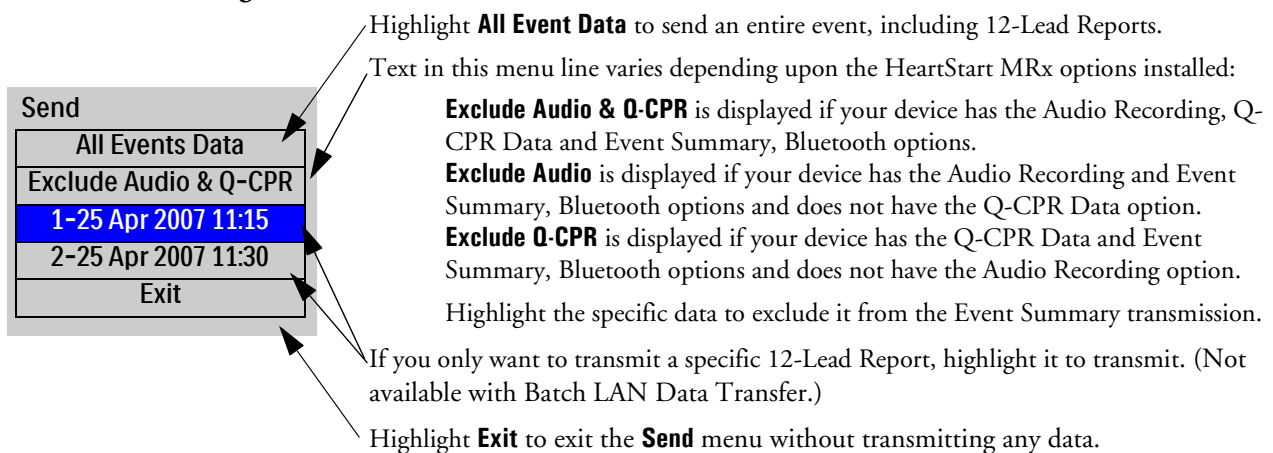 Highlight All Event Data to send an entire event, including 12-Lead Reports.
Text in this menu line varies depending upon the HeartStart MRx options installed:
Send
All Events Data
Exclude Audio & Q-CPR
1-25 Apr 2007 11:15
2-25 Apr 2007 11:30
Exit
Exclude Audio & Q-CPR is displayed if your device has the Audio Recording, Q-
CPR Data and Event Summary, Bluetooth options.
Exclude Audio is displayed if your device has the Audio Recording and Event
Summary, Bluetooth options and does not have the Q-CPR Data option.
Exclude Q-CPR is displayed if your device has the Q-CPR Data and Event
Summary, Bluetooth options and does not have the Audio Recording option.
Highlight the specific data to exclude it from the Event Summary transmission.
If you only want to transmit a specific 12-Lead Report, highlight it to transmit. (Not
available with Batch LAN Data Transfer.)
Highlight Exit to exit the Send menu without transmitting any data.